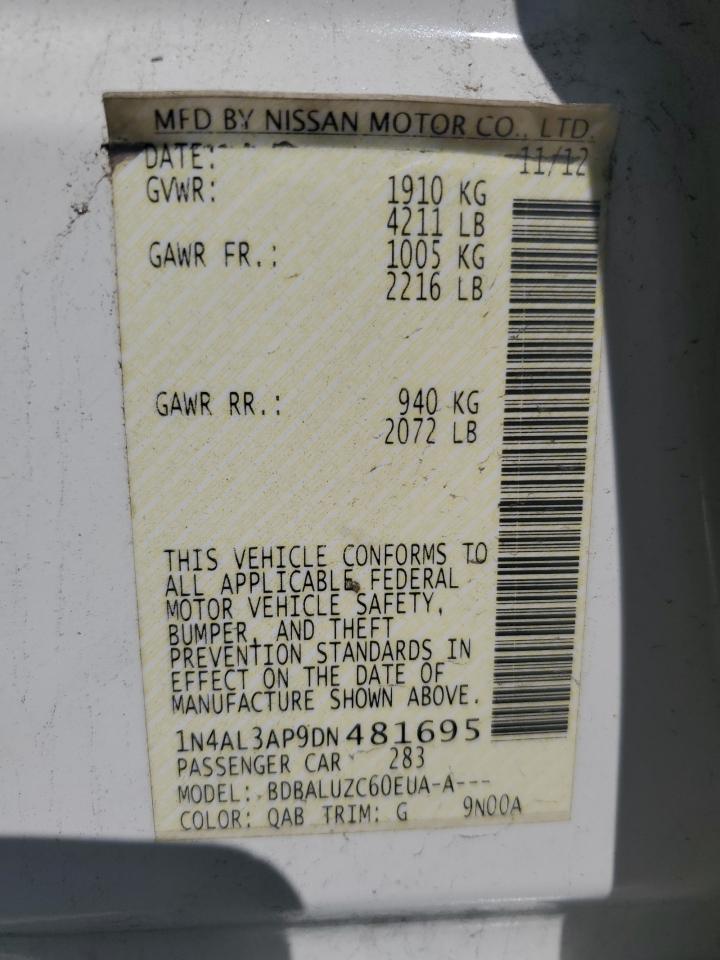 MFD BY NISSAN MOTOR CO., LTD.
DATE: 11/12
GVWR: 1910 KG
4211 LB
GAWR FR.: 1005 KG
2216 LB
GAWR RR.: 940 KG
2072 LB
THIS VEHICLE CONFORMS TO
ALL APPLICABLE FEDERAL
MOTOR VEHICLE SAFETY,
BUMPER, AND THEFT
PREVENTION STANDARDS IN
EFFECT ON THE DATE OF
MANUFACTURE SHOWN ABOVE.
1N4AL3AP9DN481695
PASSENGER CAR 283
MODEL: BDBALUZC60EUA-A---
COLOR: QAB TRIM: G 9N00A